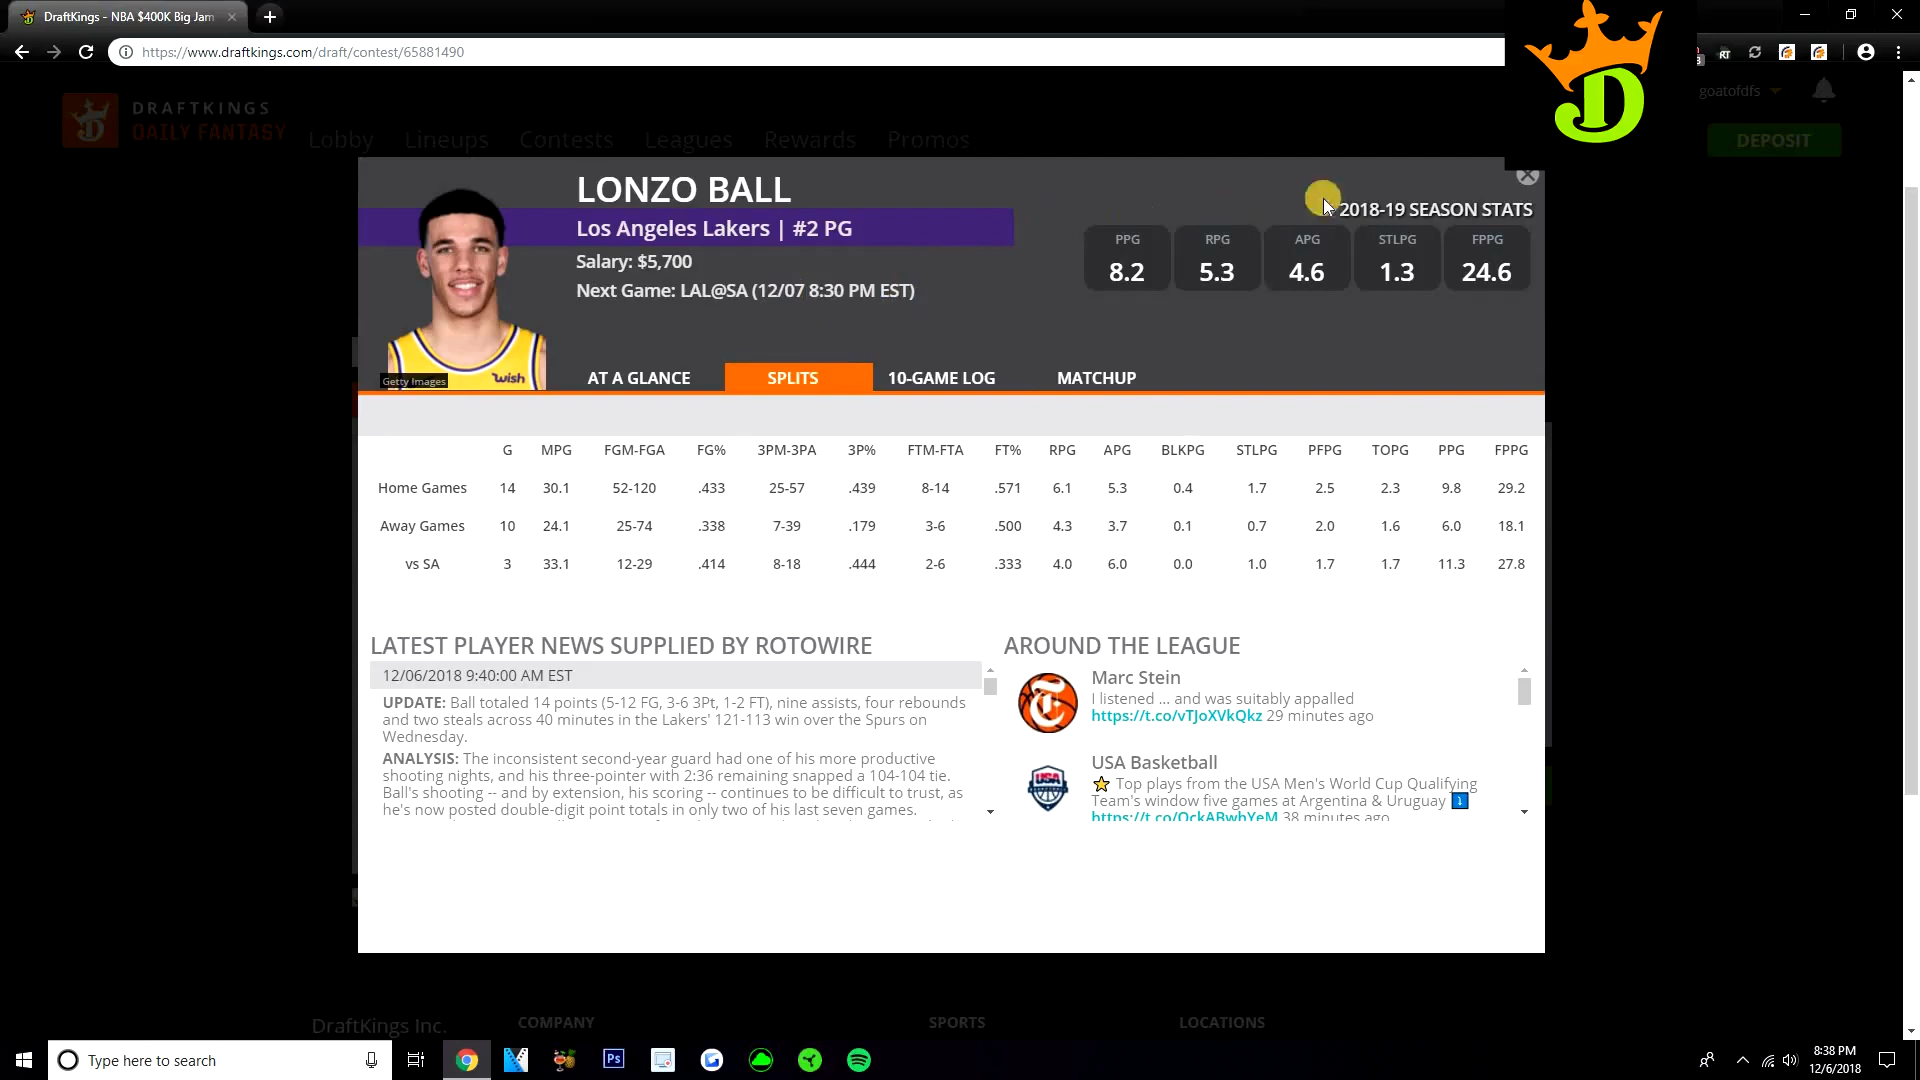 DraftKings - NBA $400K Big Jam
https://www.draftkings.com/draft/contest/65881490
RT
DRAFTKINGS
DAILY FANTASY
Lobby Lineups Contests Leagues Rewards Promos
goatofdfs
DEPOSIT
LONZO BALL
Los Angeles Lakers | #2 PG
Salary: $5,700
Next Game: LAL@SA (12/07 8:30 PM EST)
2018-19 SEASON STATS
PPG RPG APG STLPG FPPG
8.2 5.3 4.6 1.3 24.6
wish
Getty Images
AT A GLANCE SPLITS 10-GAME LOG MATCHUP
G MPG FGM-FGA FG% 3PM-3PA 3P% FTM-FTA FT% RPG APG BLKPG STLPG PFPG TOPG PPG FPPG
Home Games 14 30.1 52-120 .433 25-57 .439 8-14 .571 6.1 5.3 0.4 1.7 2.5 2.3 9.8 29.2
Away Games 10 24.1 25-74 .338 7-39 .179 3-6 .500 4.3 3.7 0.1 0.7 2.0 1.6 6.0 18.1
vs SA 3 33.1 12-29 .414 8-18 .444 2-6 .333 4.0 6.0 0.0 1.0 1.7 1.7 11.3 27.8
LATEST PLAYER NEWS SUPPLIED BY ROTOWIRE
12/06/2018 9:40:00 AM EST
UPDATE: Ball totaled 14 points (5-12 FG, 3-6 3Pt, 1-2 FT), nine assists, four rebounds
and two steals across 40 minutes in the Lakers' 121-113 win over the Spurs on
Wednesday.
ANALYSIS: The inconsistent second-year guard had one of his more productive
shooting nights, and his three-pointer with 2:36 remaining snapped a 104-104 tie.
Ball's shooting -- and by extension, his scoring -- continues to be difficult to trust, as
he's now posted double-digit point totals in only two of his last seven games.
AROUND THE LEAGUE
Marc Stein
I listened ... and was suitably appalled
https://t.co/vTJoXVkQkz 29 minutes ago
USA Basketball
Top plays from the USA Men's World Cup Qualifying
Team's window five games at Argentina & Uruguay
https://t.co/QckABwhYeM 38 minutes ago
DraftKings Inc.
COMPANY
SPORTS
LOCATIONS
Type here to search
Ps
8:38 PM
12/6/2018